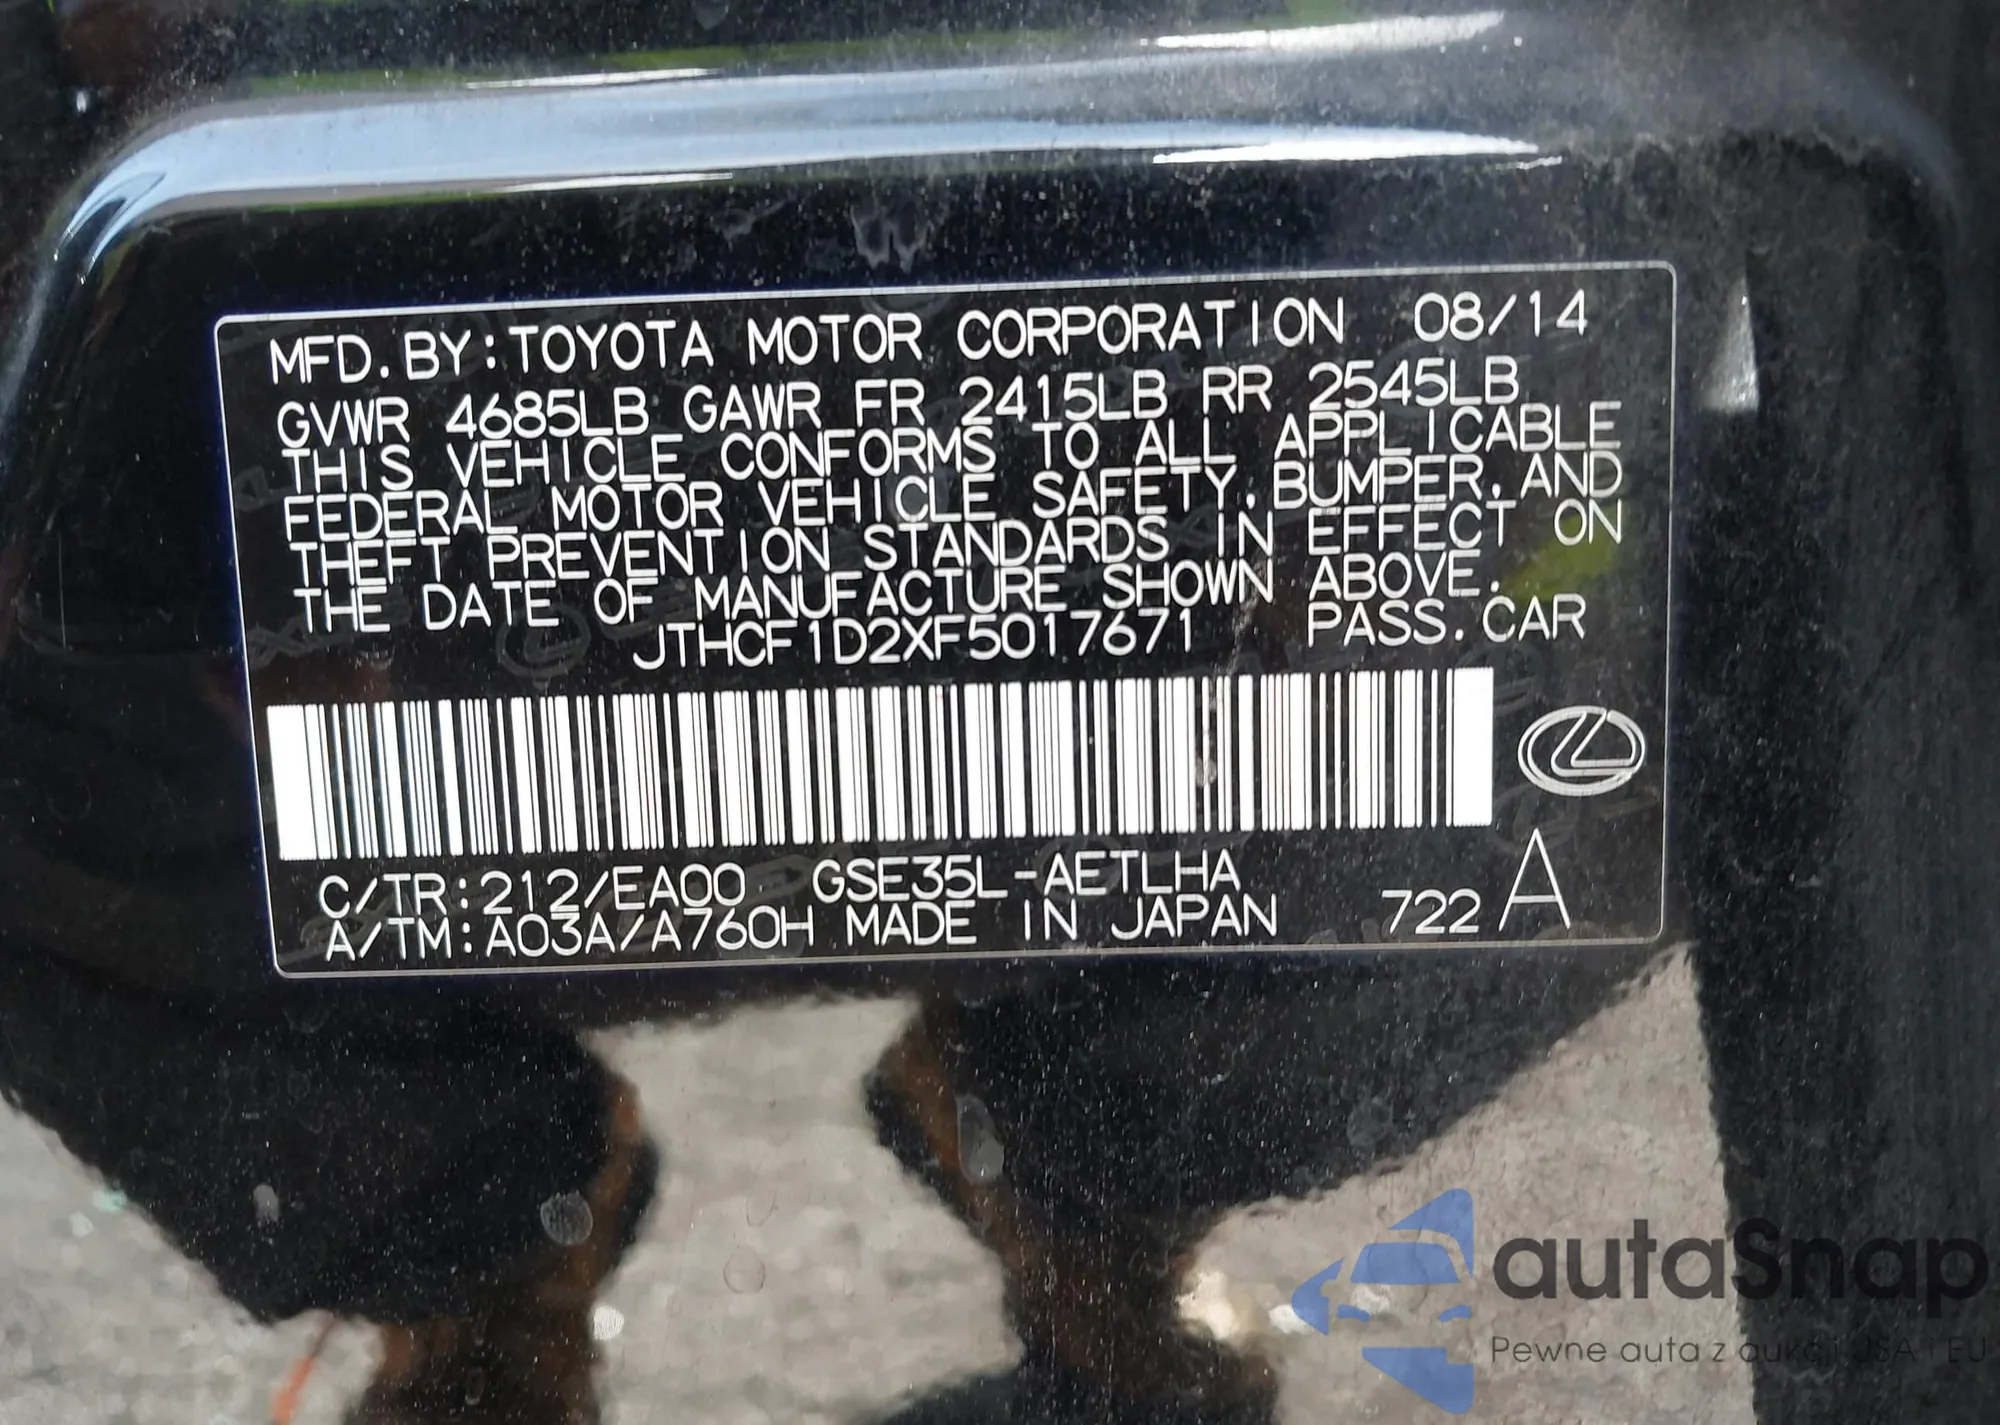 MFD. BY: TOYOTA MOTOR CORPORATION 08/14
GVWR 4685LB GAWR FR 2415LB RR 2545LB
THIS VEHICLE CONFORMS TO ALL APPLICABLE
FEDERAL MOTOR VEHICLE SAFETY, BUMPER, AND
THEFT PREVENTION STANDARDS IN EFFECT ON
THE DATE OF MANUFACTURE SHOWN ABOVE.
JTHCF1D2XF5017671 PASS. CAR
C/TR: 212/EA00 GSE35L-AETLHA
A/TM: A03A/A760H MADE IN JAPAN 722 A
autaSnap
Pewne auta z aukcji USA i EU